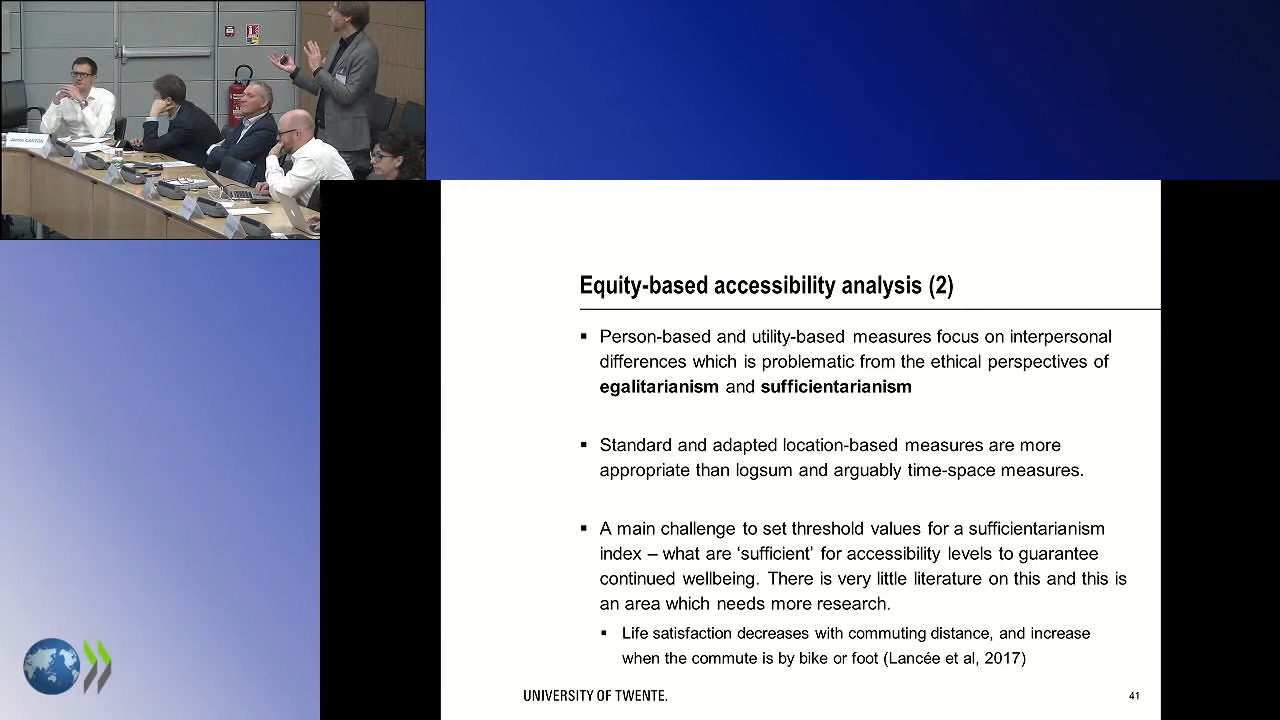 James CANTON
Equity-based accessibility analysis (2)
▪ Person-based and utility-based measures focus on interpersonal
differences which is problematic from the ethical perspectives of
egalitarianism and sufficientarianism
▪ Standard and adapted location-based measures are more
appropriate than logsum and arguably time-space measures.
▪ A main challenge to set threshold values for a sufficientarianism
index – what are ‘sufficient’ for accessibility levels to guarantee
continued wellbeing. There is very little literature on this and this is
an area which needs more research.
▪ Life satisfaction decreases with commuting distance, and increase
when the commute is by bike or foot (Lancée et al, 2017)
UNIVERSITY OF TWENTE.
41